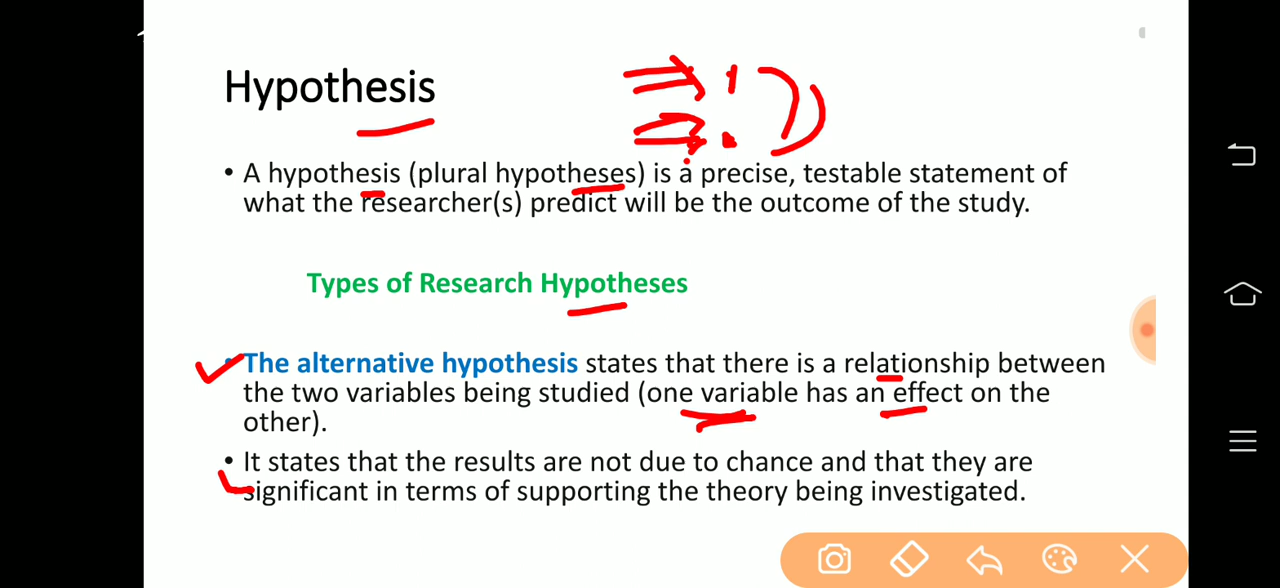 Hypothesis
• A hypothesis (plural hypotheses) is a precise, testable statement of
what the researcher(s) predict will be the outcome of the study.
Types of Research Hypotheses
• The alternative hypothesis states that there is a relationship between
the two variables being studied (one variable has an effect on the
other).
• It states that the results are not due to chance and that they are
significant in terms of supporting the theory being investigated.